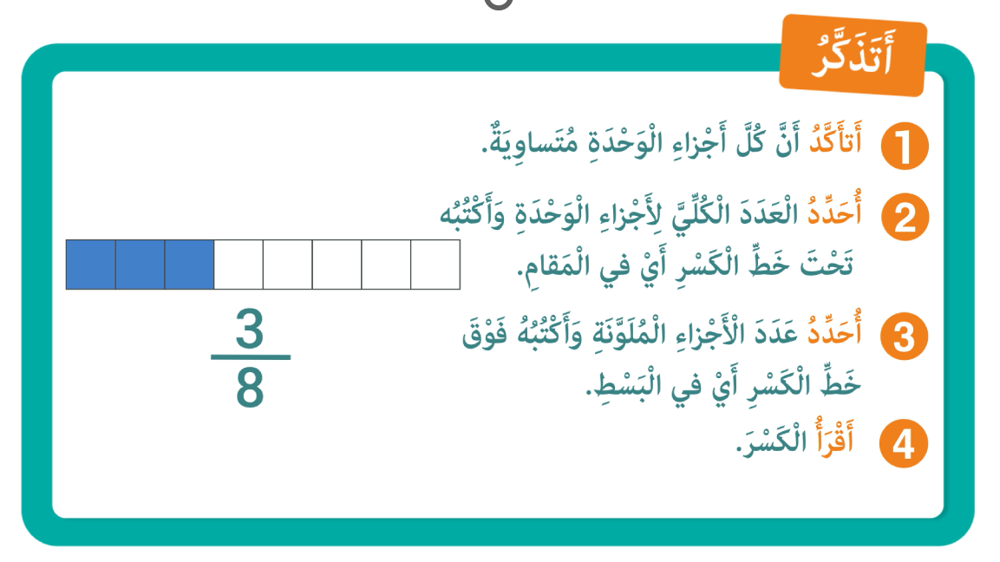 أَتَذَكَّرُ
1 أَتأَكَّدُ أَنَّ كُلَّ أَجْزاءِ الْوَحْدَةِ مُتَساوِيَةٌ.
2 أُحَدِّدُ الْعَدَدَ الْكُلِّيَّ لِأَجْزاءِ الْوَحْدَةِ وَأَكْتُبُه
تَحْتَ خَطِّ الْكَسْرِ أَيْ في الْمَقامِ.
3 أُحَدِّدُ عَدَدَ الْأَجْزاءِ الْمُلَوَّنَةِ وَأَكْتُبُهُ فَوْقَ
خَطِّ الْكَسْرِ أَيْ في الْبَسْطِ.
4 أَقْرَأُ الْكَسْرَ.
3
8